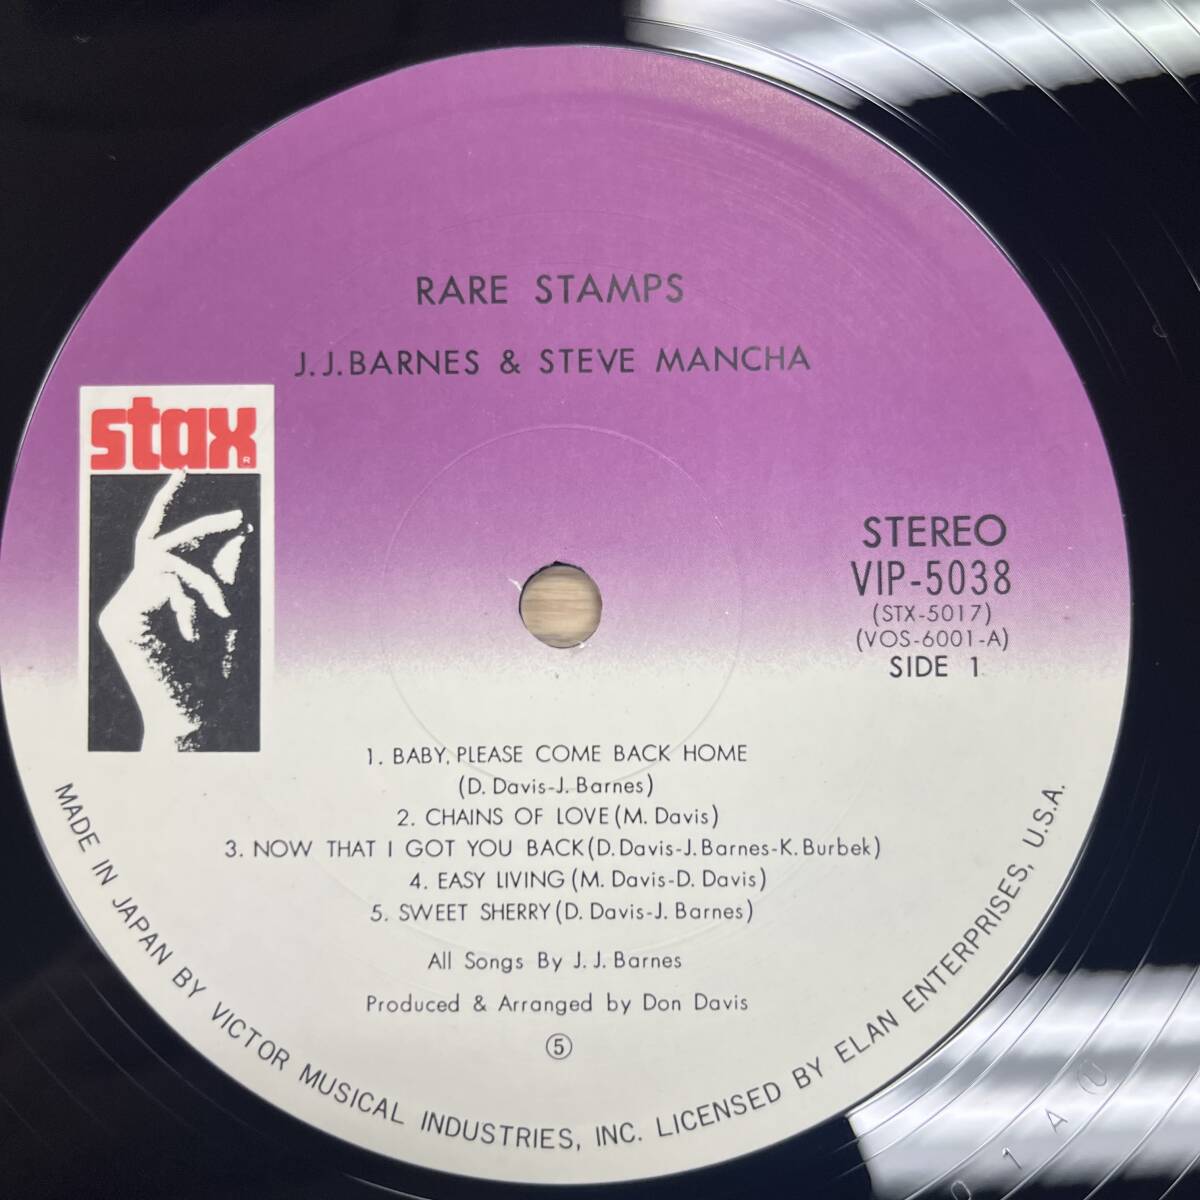 RARE STAMPS
J.J.BARNES & STEVE MANCHA
stax
R
STEREO
VIP-5038
(STX-5017)
(VOS-6001-A)
SIDE 1
1. BABY, PLEASE COME BACK HOME
(D. Davis-J. Barnes)
2. CHAINS OF LOVE (M. Davis)
3. NOW THAT I GOT YOU BACK (D. Davis-J. Barnes-K. Burbek)
4. EASY LIVING (M. Davis-D. Davis)
5. SWEET SHERRY (D. Davis-J. Barnes)
All Songs By J. J. Barnes
Produced & Arranged by Don Davis
⑤
MADE IN JAPAN BY VICTOR MUSICAL INDUSTRIES, INC. LICENSED BY ELAN ENTERPRISES, U.S.A.